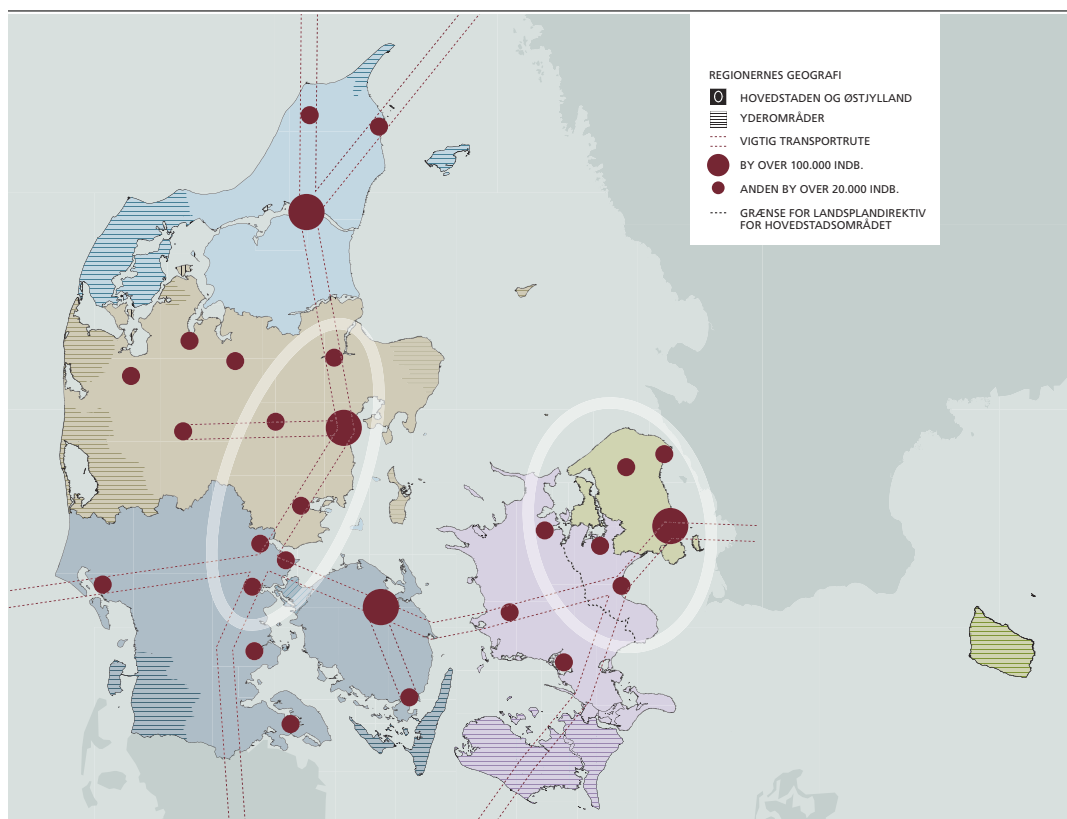 REGIONERNES GEOGRAFI
HOVEDSTADEN OG ØSTJYLLAND
YDEROMRÅDER
VIGTIG TRANSPORTRUTE
BY OVER 100.000 INDB.
ANDEN BY OVER 20.000 INDB.
GRÆNSE FOR LANDSPLANDIREKTIV
FOR HOVEDSTADSOMRÅDET